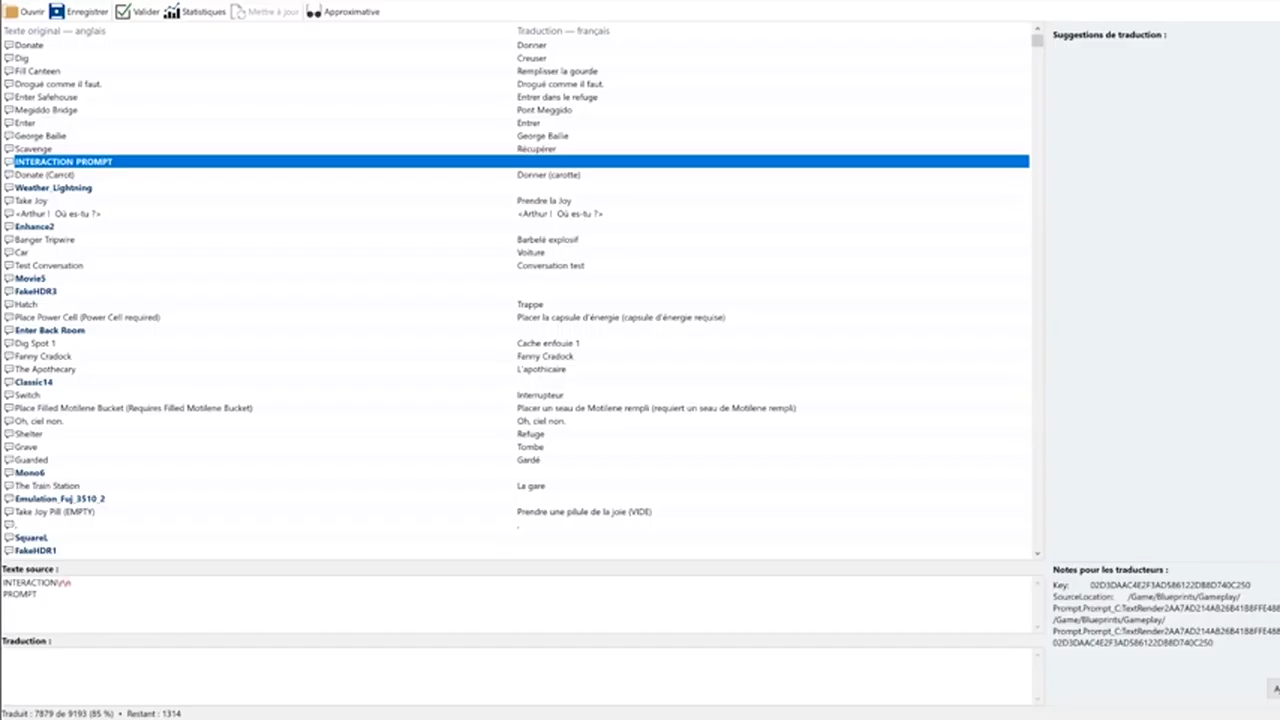 Ouvrir Enregistrer Valider Statistiques Mettre à jour Approximative
Texte original — anglais Traduction — français
Donate Donner
Dig Creuser
Fill Canteen Remplisser la gourde
Drogué comme il faut. Drogué comme il faut.
Enter Safehouse Entrer dans le refuge
Megiddo Bridge Pont Meggido
Enter Entrer
George Bailie George Bailie
Scavenge Récupérer
INTERACTION PROMPT
Donate (Carrot) Donner (carotte)
Weather_Lightning
Take Joy Prendre la Joy
<Arthur ! Où es-tu ?> <Arthur ! Où es-tu ?>
Enhance2
Banger Tripwire Barbelé explosif
Car Voiture
Test Conversation Conversation test
Movie5
FakeHDR3
Hatch Trappe
Place Power Cell (Power Cell required) Placer la capsule d'énergie (capsule d'énergie requise)
Enter Back Room
Dig Spot 1 Cache enfouie 1
Fanny Cradock Fanny Cradock
The Apothecary L'apothicaire
Classic14
Switch Interrupteur
Place Filled Motilene Bucket (Requires Filled Motilene Bucket) Placer un seau de Motilene rempli (requiert un seau de Motilene rempli)
Oh, ciel non. Oh, ciel non.
Shelter Refuge
Grave Tombe
Guarded Gardé
Mono6
The Train Station La gare
Emulation_Fuj_3510_2
Take Joy Pill (EMPTY) Prendre une pilule de la joie (VIDE)
, ,
SquareL
FakeHDR1
Texte source :
INTERACTION\r\n
PROMPT
Traduction :
Traduit : 7879 de 9193 (85 %) • Restant : 1314
Suggestions de traduction :
Notes pour les traducteurs :
Key: 02D3DAAC4E2F3AD586122DB8D740C250
SourceLocation: /Game/Blueprints/Gameplay/
Prompt.Prompt_C:TextRender2AA7AD214AB26B41B8FFE488
/Game/Blueprints/Gameplay/
Prompt.Prompt_C:TextRender2AA7AD214AB26B41B8FFE488
02D3DAAC4E2F3AD586122DB8D740C250